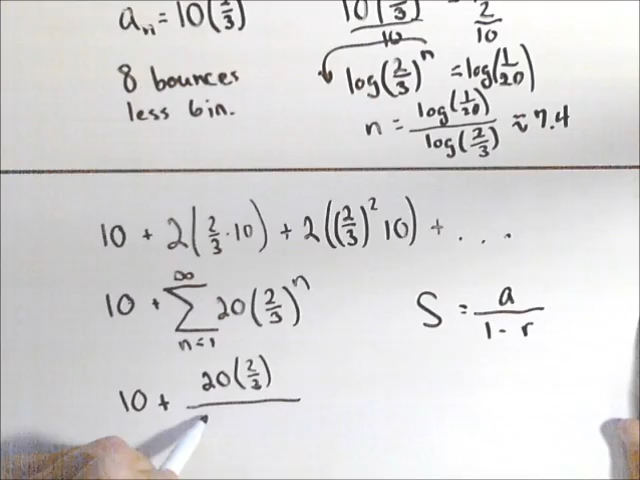 aₙ = 10(2/3)ⁿ
8 bounces
less 6in.
10(2/3)ⁿ/10 = 1/2/10
log(2/3)ⁿ = log(1/20)
n = log(1/20)/log(2/3) ≈ 7.4
10 + 2(2/3·10) + 2((2/3)² 10) + . . .
10 + ∞∑n=1 20(2/3)ⁿ
S = a/1-r
10 + 20(2/3)